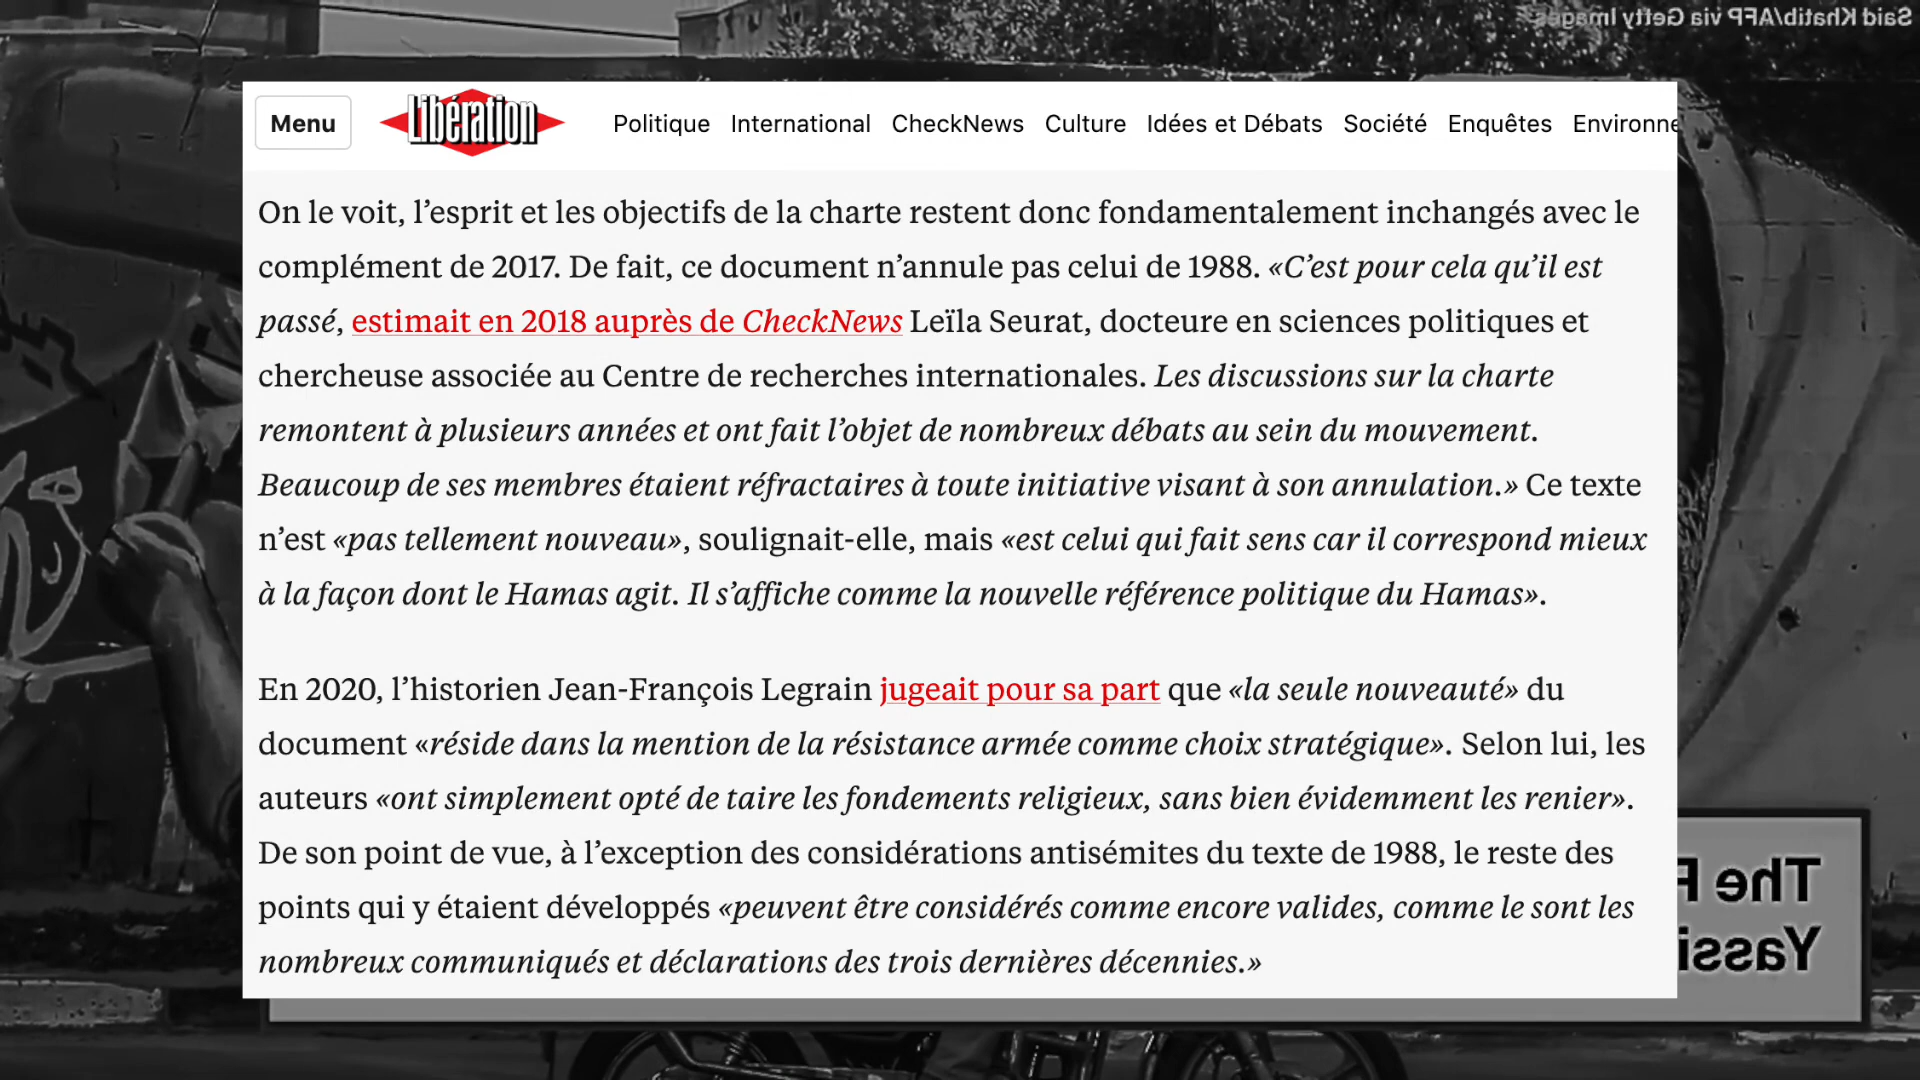 Said Khatib/AFP via Getty Images
Menu
Libération
Politique International CheckNews Culture Idées et Débats Société Enquêtes Environne
On le voit, l’esprit et les objectifs de la charte restent donc fondamentalement inchangés avec le
complément de 2017. De fait, ce document n’annule pas celui de 1988. «C’est pour cela qu’il est
passé, estimait en 2018 auprès de CheckNews Leïla Seurat, docteure en sciences politiques et
chercheuse associée au Centre de recherches internationales. Les discussions sur la charte
remontent à plusieurs années et ont fait l’objet de nombreux débats au sein du mouvement.
Beaucoup de ses membres étaient réfractaires à toute initiative visant à son annulation.» Ce texte
n’est «pas tellement nouveau», soulignait-elle, mais «est celui qui fait sens car il correspond mieux
à la façon dont le Hamas agit. Il s’affiche comme la nouvelle référence politique du Hamas».
En 2020, l’historien Jean-François Legrain jugeait pour sa part que «la seule nouveauté» du
document «réside dans la mention de la résistance armée comme choix stratégique». Selon lui, les
auteurs «ont simplement opté de taire les fondements religieux, sans bien évidemment les renier».
De son point de vue, à l’exception des considérations antisémites du texte de 1988, le reste des
points qui y étaient développés «peuvent être considérés comme encore valides, comme le sont les
nombreux communiqués et déclarations des trois dernières décennies.»
The
Yassi